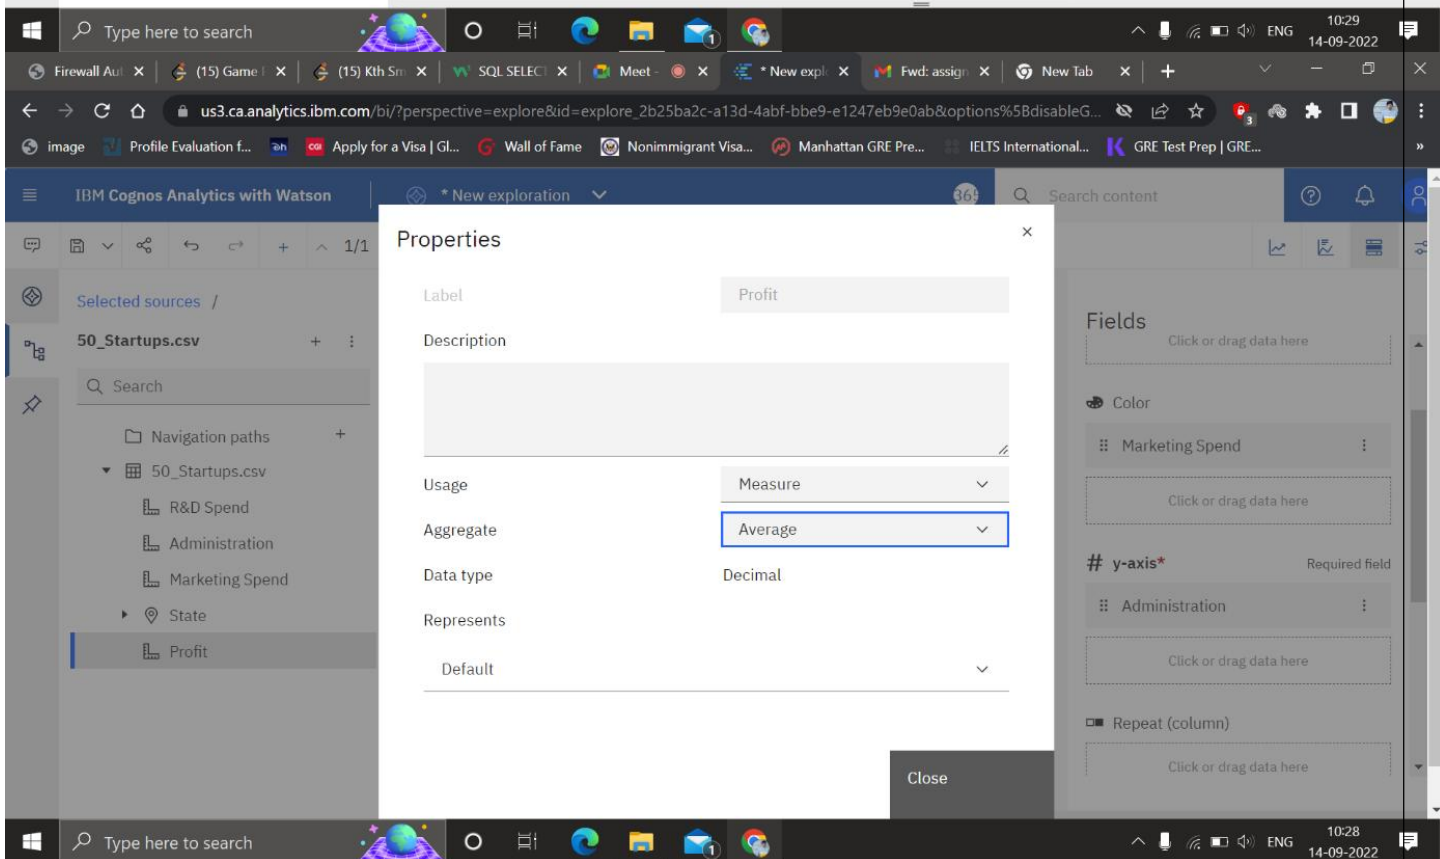 Type here to search
1
ENG
10:29
14-09-2022
Firewall Aut
(15) Game
(15) Kth Sm
SQL SELECT
Meet -
* New expl
Fwd: assign
New Tab
us3.ca.analytics.ibm.com/bi/?perspective=explore&id=explore_2b25ba2c-a13d-4abf-bbe9-e1247eb9e0ab&options%5BdisableG...
3
image
Profile Evaluation f...
Apply for a Visa | Gl...
Wall of Fame
Nonimmigrant Visa...
Manhattan GRE Pre...
IELTS International...
GRE Test Prep | GRE...
»
IBM Cognos Analytics with Watson
* New exploration
Search content
1/1
Properties
Label
Profit
Description
Usage
Measure
Aggregate
Average
Data type
Decimal
Represents
Default
Close
Selected sources /
50_Startups.csv
Search
Navigation paths
50_Startups.csv
R&D Spend
Administration
Marketing Spend
State
Profit
Fields
Click or drag data here
Color
Marketing Spend
Click or drag data here
# y-axis*
Required field
Administration
Click or drag data here
Repeat (column)
Click or drag data here
Type here to search
1
ENG
10:28
14-09-2022